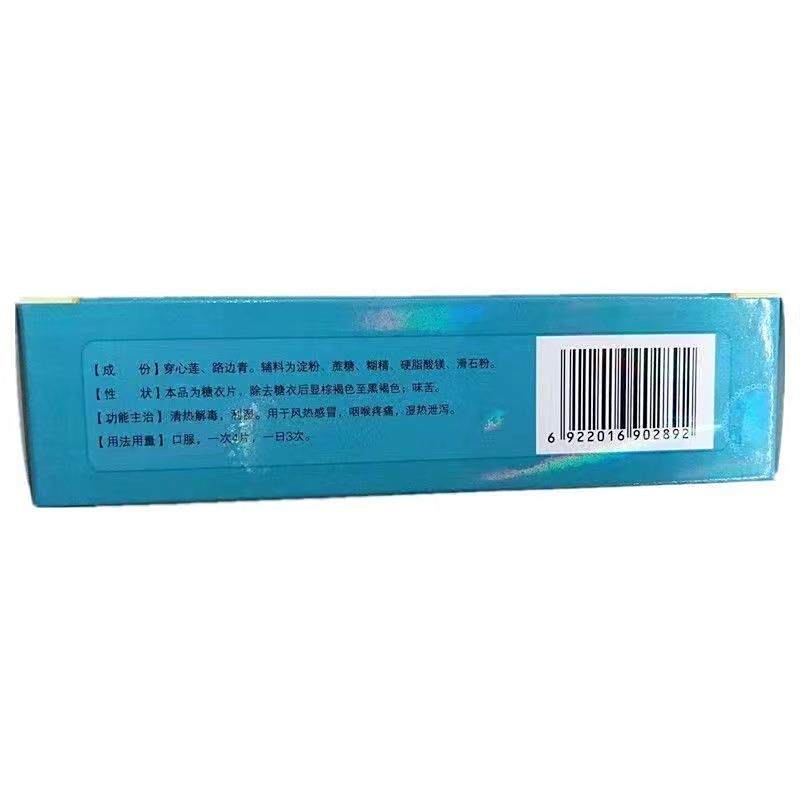 【成 份】穿心莲、路边青。辅料为淀粉、蔗糖、糊精、硬脂酸镁、滑石粉。
【性 状】本品为糖衣片，除去糖衣后显棕褐色至黑褐色；味苦。
【功能主治】清热解毒，利湿。用于风热感冒，咽喉疼痛，湿热泄泻。
【用法用量】口服，一次4片，一日3次。
6 922016 902892